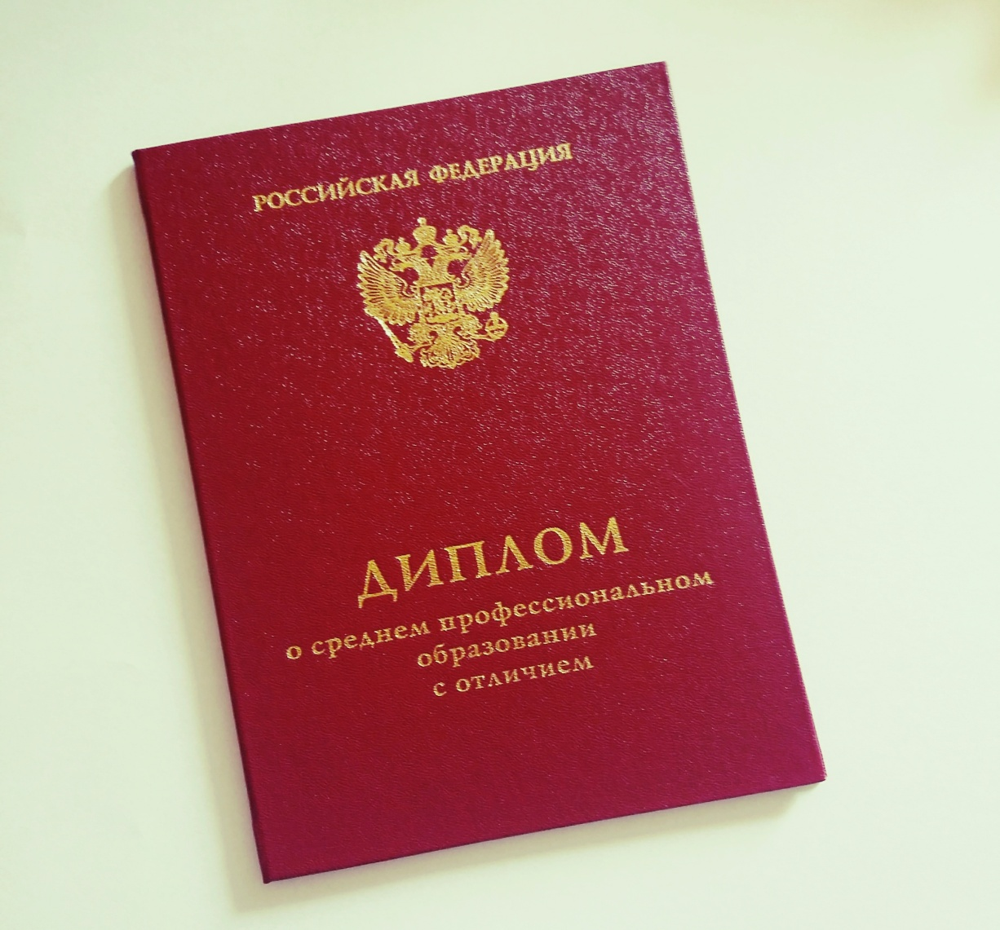 РОССИЙСКАЯ ФЕДЕРАЦИЯ
ДИПЛОМ
о среднем профессиональном
образовании
с отличием